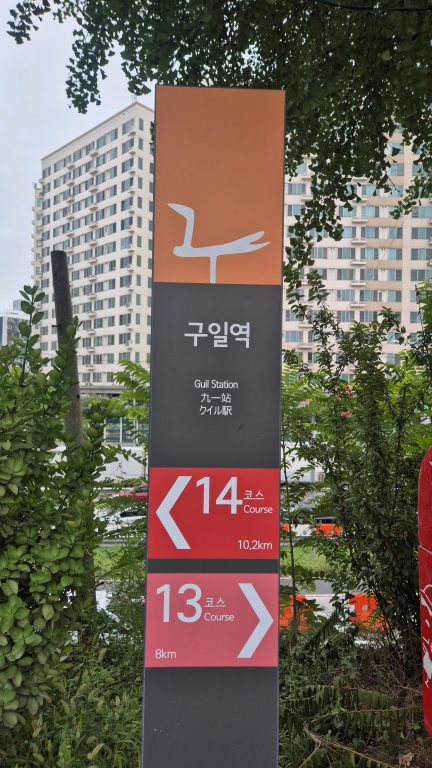 구일역
Guil Station
九一站
クイル駅
14 코스
Course
10.2km
13 코스
Course
8km